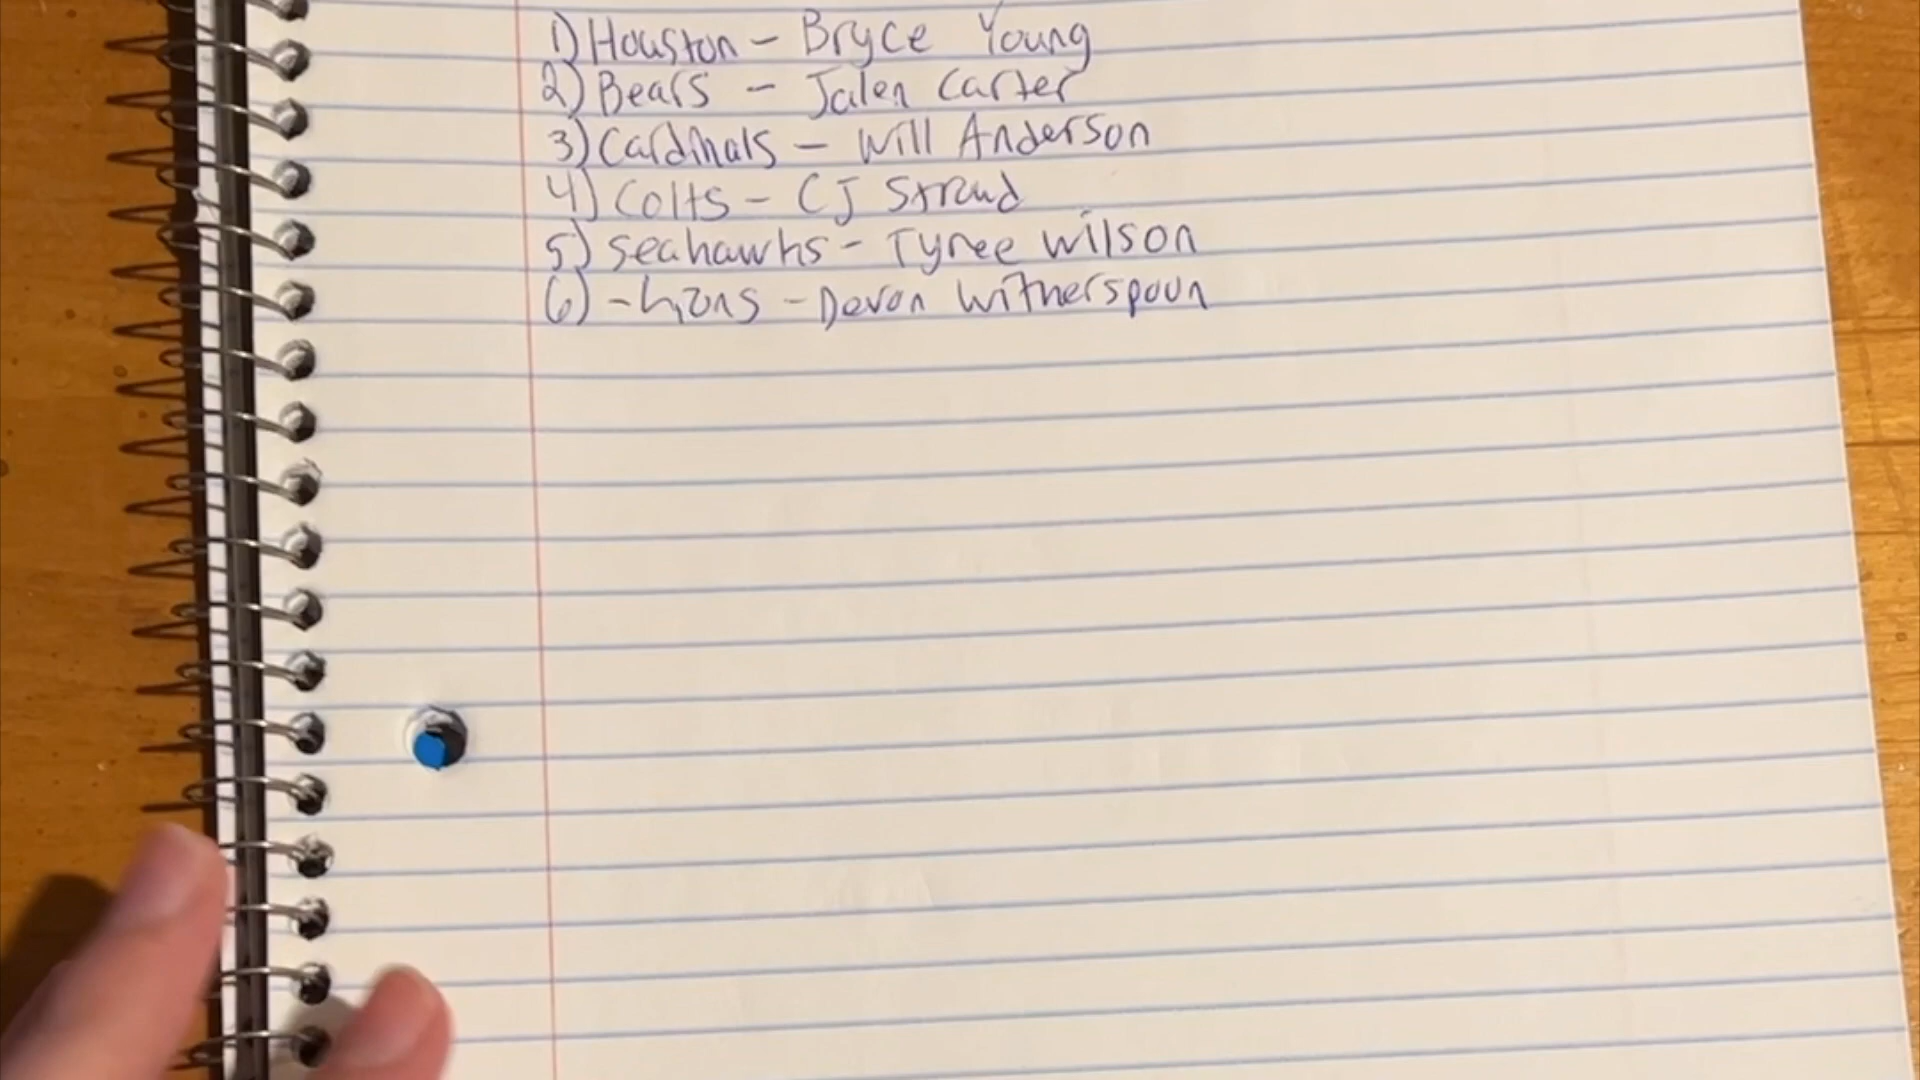 1) Houston - Bryce Young
2) Bears - Jalen Carter
3) Cardinals - Will Anderson
4) Colts - CJ Stroud
5) Seahawks - Tyree Wilson
6) - Lions - Devon Witherspoon